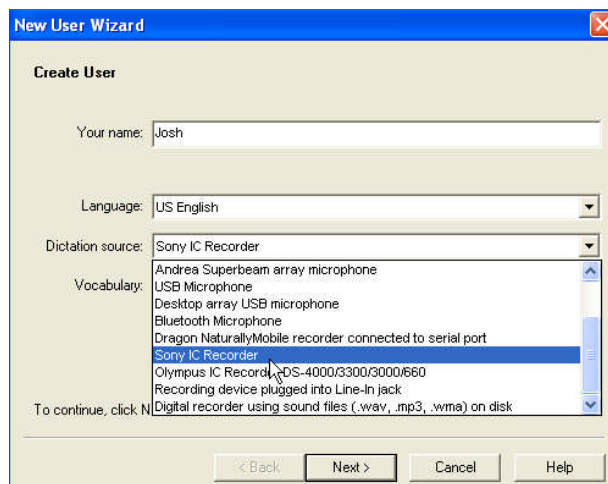 New User Wizard
Create User
Your name: Josh
Language: US English
Dictation source: Sony IC Recorder
Andrea Superbeam array microphone
Vocabulary: USB Microphone
Desktop array USB microphone
Bluetooth Microphone
Dragon NaturallyMobile recorder connected to serial port
Sony IC Recorder
Olympus IC Recorder DS-4000/3300/3000/660
Recording device plugged into Line-In jack
To continue, click N Digital recorder using sound files (.wav, .mp3, .wma) on disk
< Back Next > Cancel Help